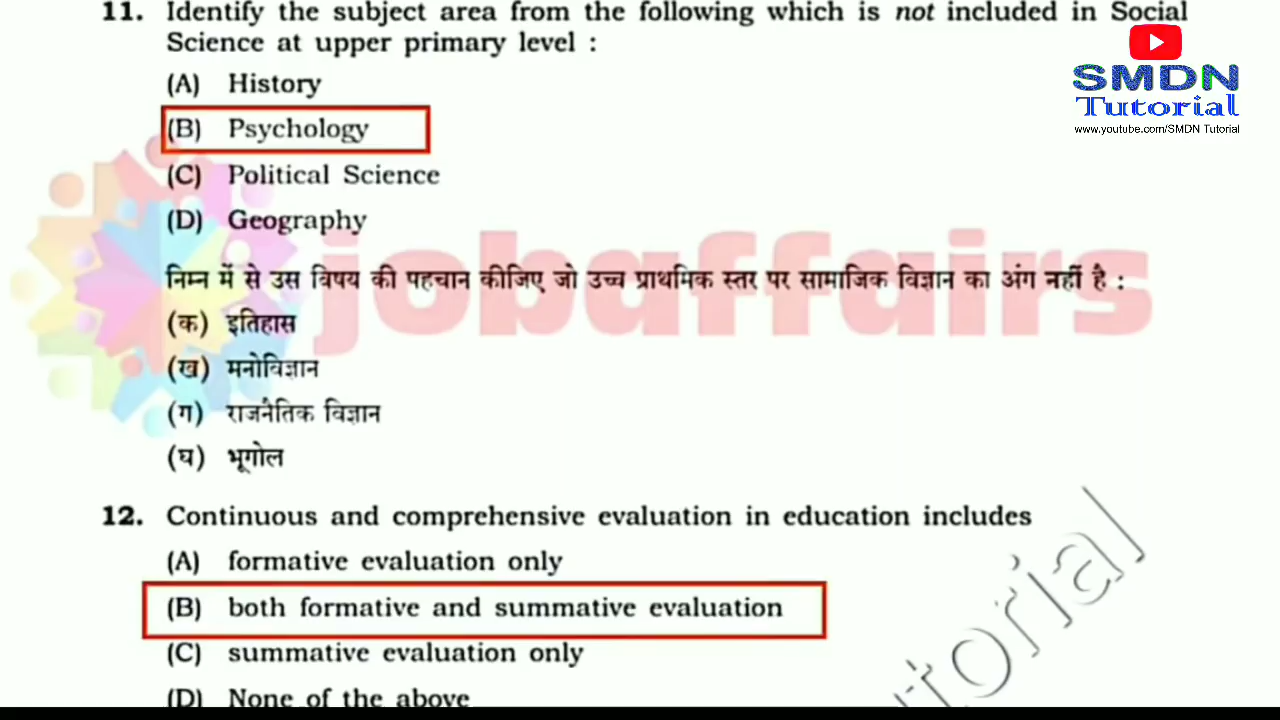 11. Identify the subject area from the following which is not included in Social
Science at upper primary level :
(A) History
(B) Psychology
(C) Political Science
(D) Geography
निम्न में से उस विषय की पहचान कीजिए जो उच्च प्राथमिक स्तर पर सामाजिक विज्ञान का अंग नहीं है :
(क) इतिहास
(ख) मनोविज्ञान
(ग) राजनैतिक विज्ञान
(घ) भूगोल
12. Continuous and comprehensive evaluation in education includes
(A) formative evaluation only
(B) both formative and summative evaluation
(C) summative evaluation only
(D) None of the above
SMDN
Tutorial
www.youtube.com/SMDN Tutorial
jobaffairs
utorial